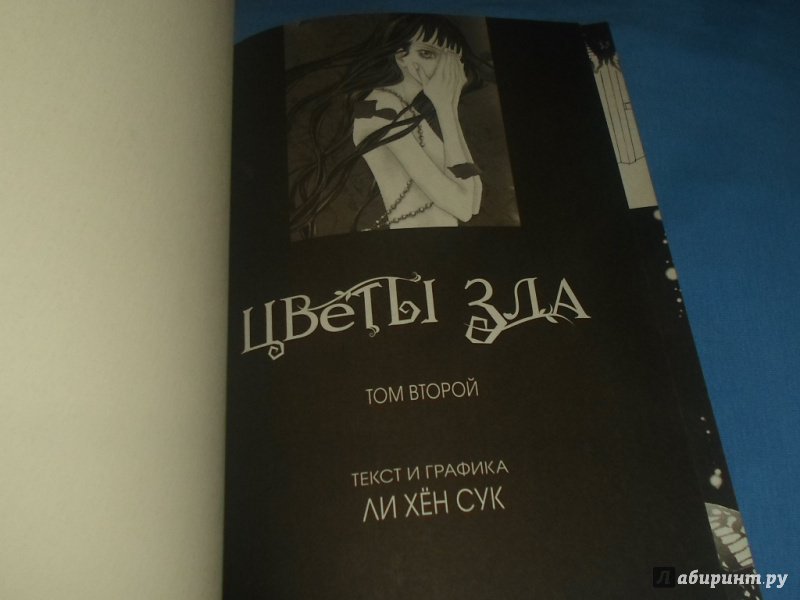 ЦВеТЫ ЗЛА
ТОМ ВТОРОЙ
ТЕКСТ И ГРАФИКА
ЛИ ХЁН СУК
Лабиринт.ру